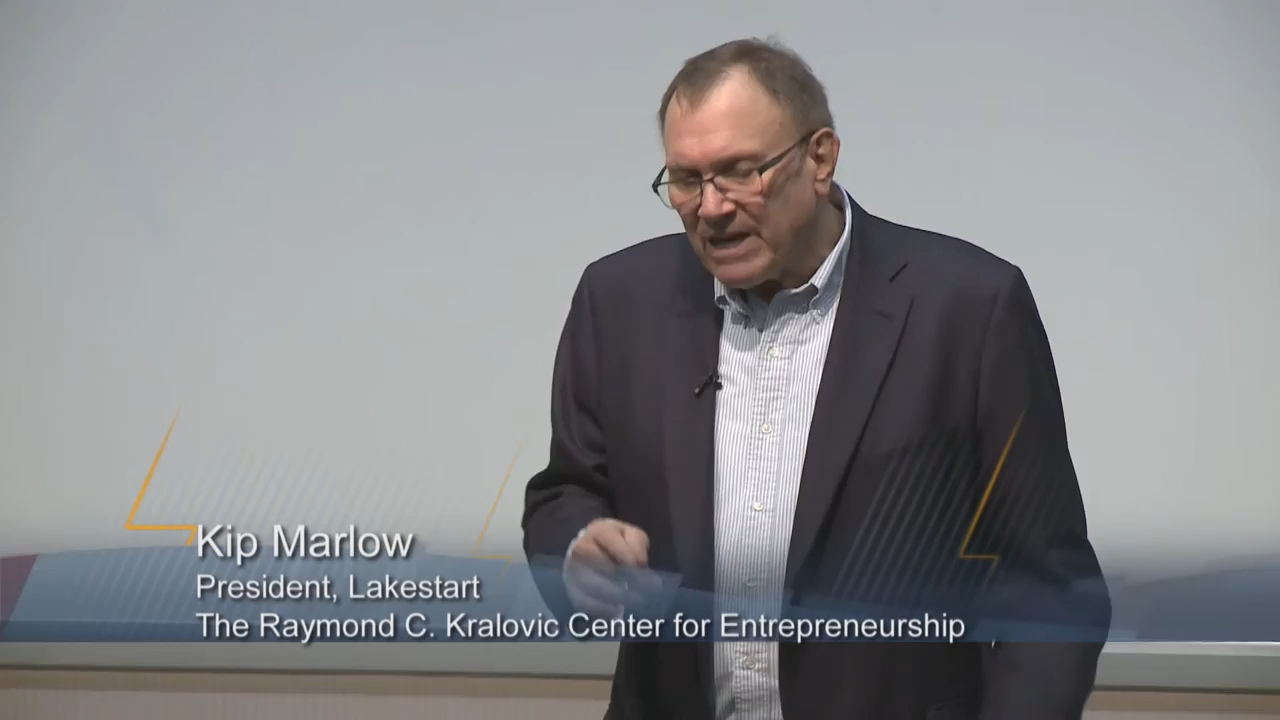 Kip Marlow
President, Lakestart
The Raymond C. Kralovic Center for Entrepreneurship